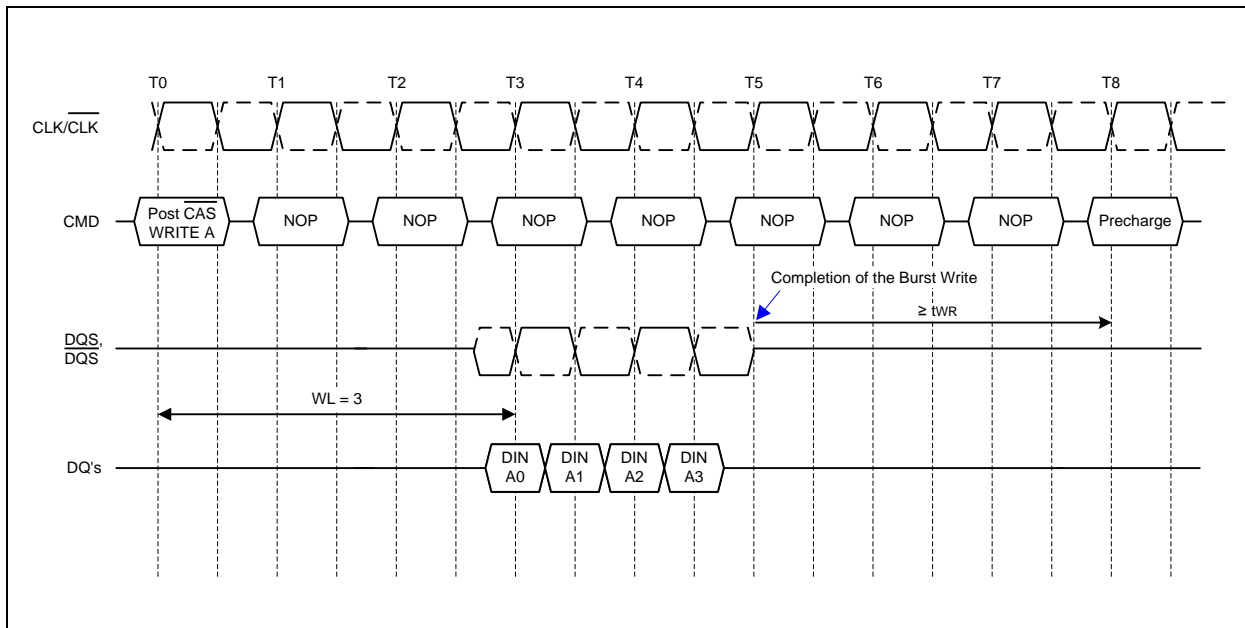 T0 T1 T2 T3 T4 T5 T6 T7 T8
CLK/CLK
CMD
Post CAS
WRITE A
NOP NOP NOP NOP NOP NOP NOP Precharge
Completion of the Burst Write
≥ tWR
DQS,
DQS
WL = 3
DQ's
DIN
A0
DIN
A1
DIN
A2
DIN
A3